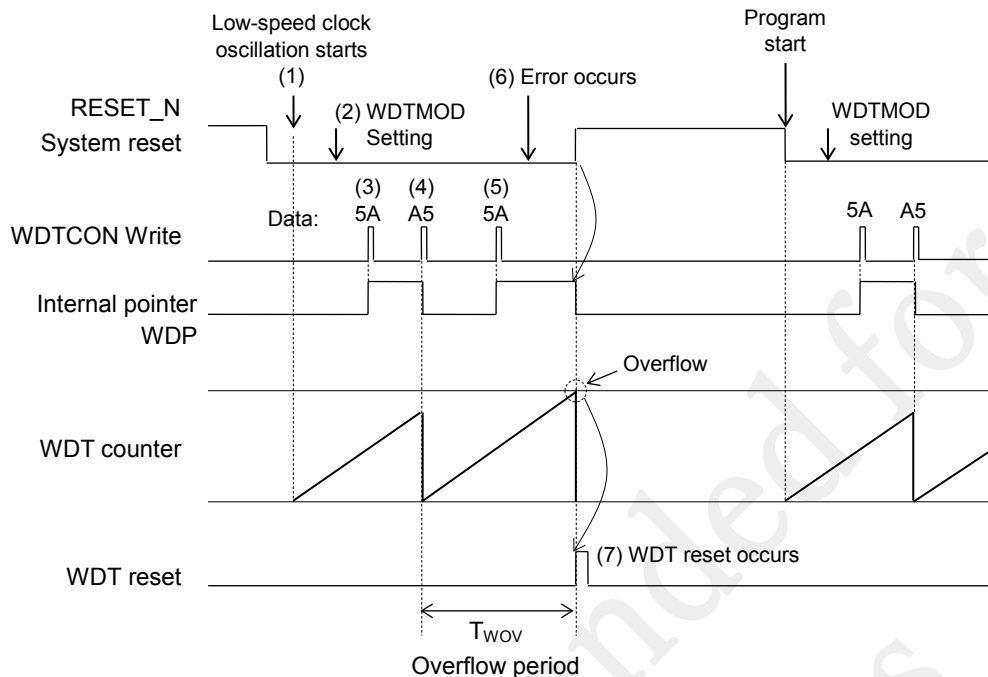 Low-speed clock
oscillation starts
(1)
Program
start
(6) Error occurs
RESET_N
System reset
(2) WDTMOD
Setting
WDTMOD
setting
Data:
(3)
5A
(4)
A5
(5)
5A
5A
A5
WDTCON Write
Internal pointer
WDP
Overflow
WDT counter
(7) WDT reset occurs
WDT reset
TWOV
Overflow period
nded for
s